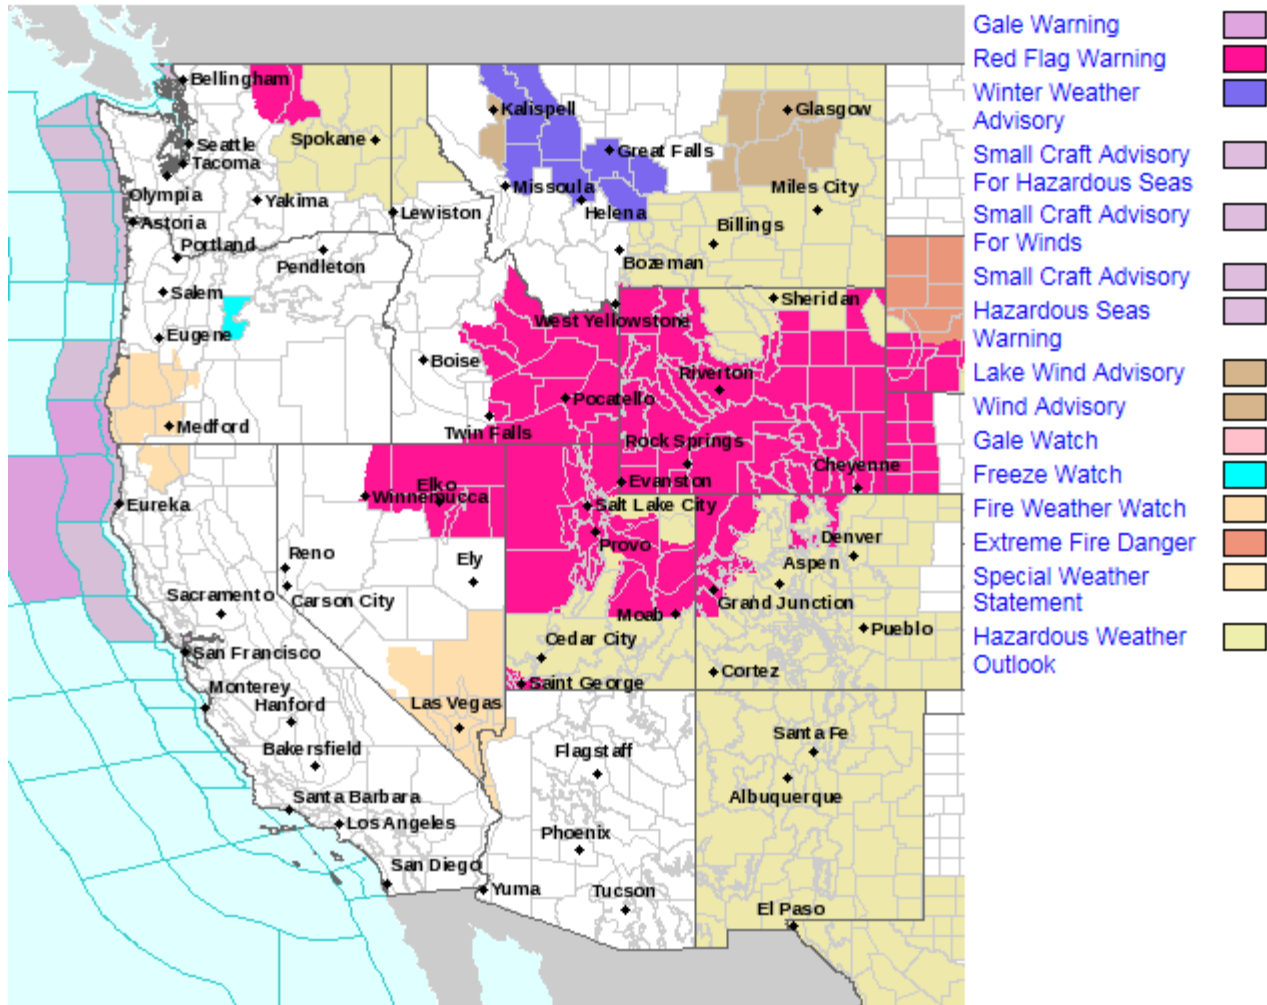 Gale Warning
Red Flag Warning
Winter Weather
Advisory
Small Craft Advisory
For Hazardous Seas
Small Craft Advisory
For Winds
Small Craft Advisory
Hazardous Seas
Warning
Lake Wind Advisory
Wind Advisory
Gale Watch
Freeze Watch
Fire Weather Watch
Extreme Fire Danger
Special Weather
Statement
Hazardous Weather
Outlook
Bellingham
Kalispell
Glasgow
Seattle
Spokane
Great Falls
Tacoma
Olympia
Missoula
Miles City
Yakima
Lewiston
Helena
Astoria
Billings
Portland
Pendleton
Bozeman
Salem
Sheridan
West Yellowstone
Eugene
Boise
Riverton
Pocatello
Medford
Twin Falls
Rock Springs
Cheyenne
Elko
Evanston
Winnemucca
Eureka
Salt Lake City
Provo
Denver
Reno
Ely
Aspen
Sacramento
Carson City
Grand Junction
Moab
Pueblo
Cedar City
San Francisco
Cortez
Saint George
Monterey
Hanford
Las Vegas
Santa Fe
Bakersfield
Flagstaff
Santa Barbara
Albuquerque
Los Angeles
Phoenix
San Diego
Yuma
Tucson
El Paso